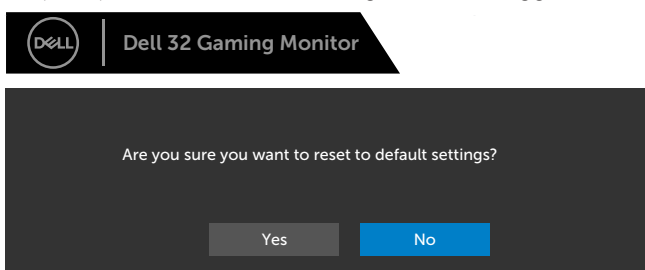 DELL
Dell 32 Gaming Monitor
Are you sure you want to reset to default settings?
Yes
No